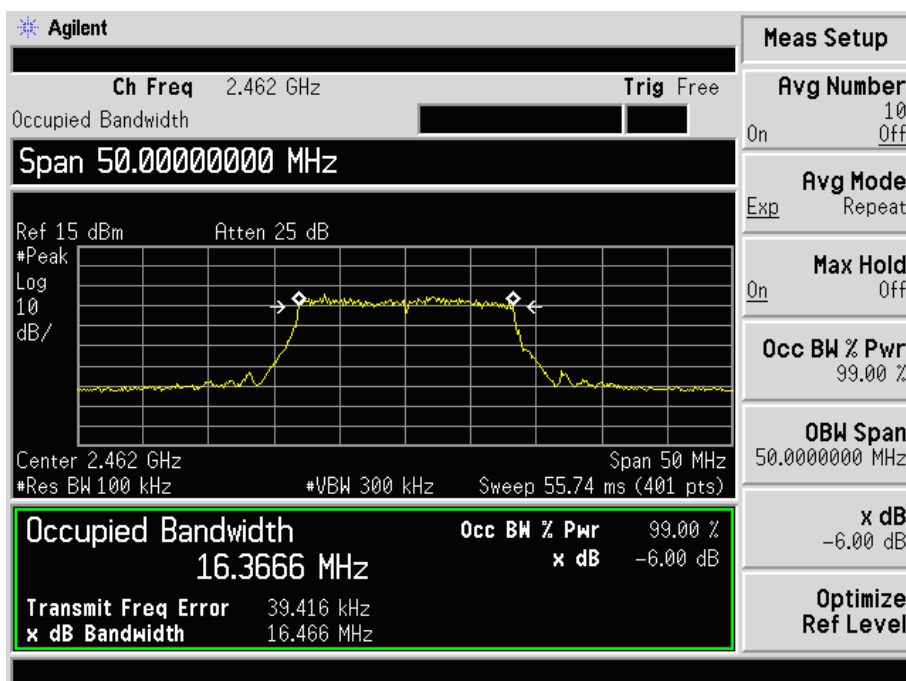 Agilent
Ch Freq 2.462 GHz Trig Free
Occupied Bandwidth
Span 50.00000000 MHz
Ref 15 dBm Atten 25 dB
#Peak
Log
10
dB/
Center 2.462 GHz Span 50 MHz
#Res BW 100 kHz #VBW 300 kHz Sweep 55.74 ms (401 pts)
Occupied Bandwidth
16.3666 MHz
Occ BW % Pwr 99.00 %
x dB -6.00 dB
Transmit Freq Error 39.416 kHz
x dB Bandwidth 16.466 MHz
Meas Setup
Avg Number
10
On Off
Avg Mode
Exp Repeat
Max Hold
On Off
Occ BW % Pwr
99.00 %
OBW Span
50.0000000 MHz
x dB
-6.00 dB
Optimize
Ref Level